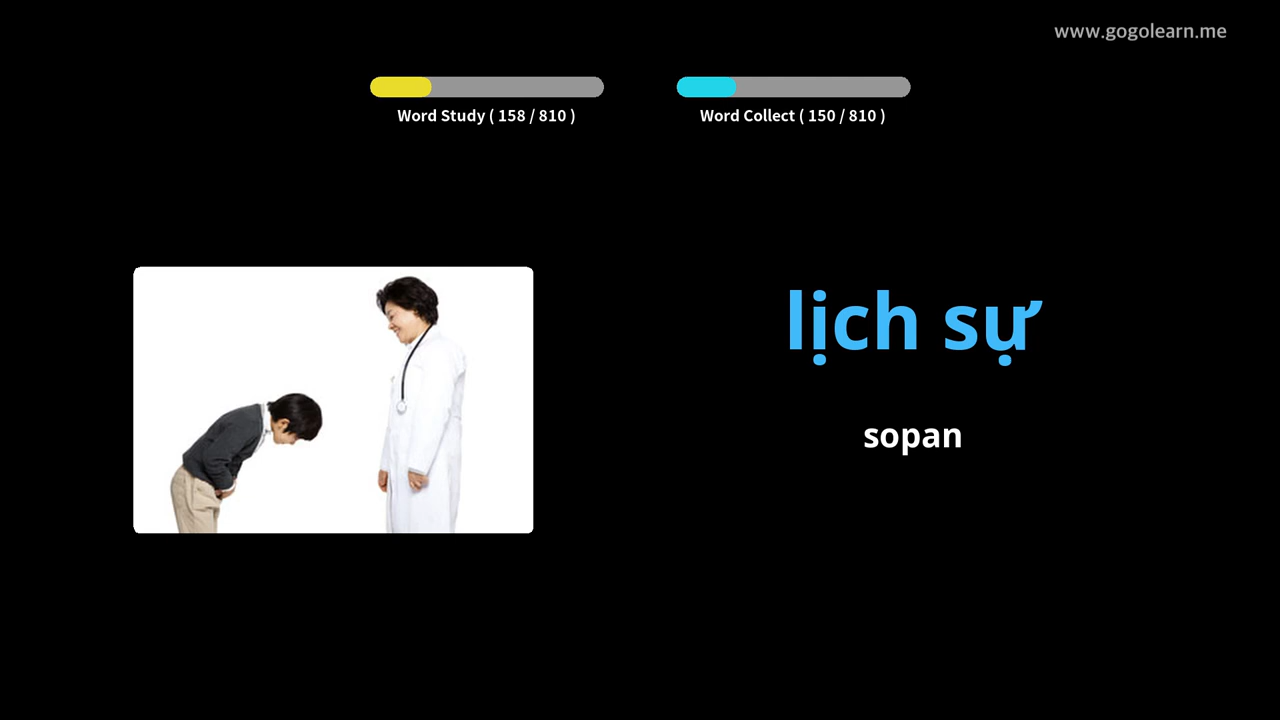 www.gogolearn.me
Word Study ( 158 / 810 )
Word Collect ( 150 / 810 )
lịch sự
sopan